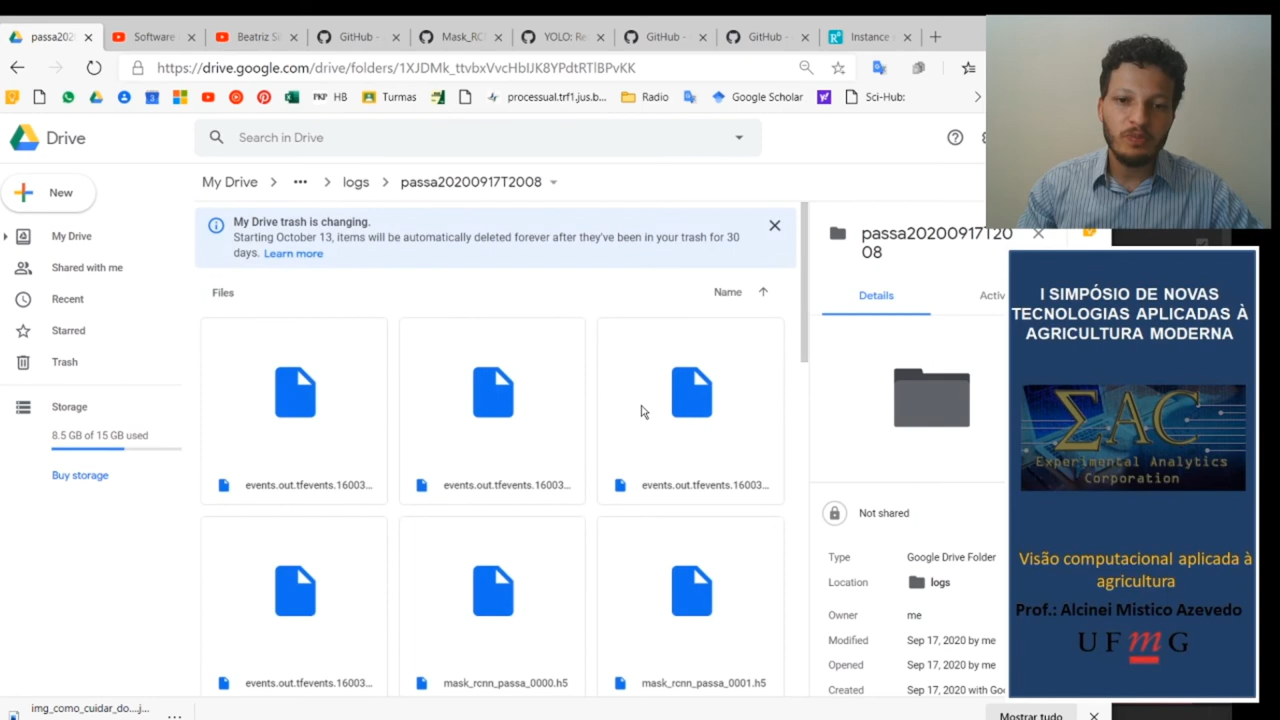 passa202
Software
Beatriz S
GitHub -
Mask_RC
YOLO: Re
GitHub -
GitHub -
Instance
https://drive.google.com/drive/folders/1XJDMk_ttvbxVvcHbIJK8YPdtRTlBPvKK
PKP HB
Turmas
processual.trf1.jus.b...
Radio
Google Scholar
Sci-Hub:
Drive
Search in Drive
New
My Drive
Shared with me
Recent
Starred
Trash
Storage
8.5 GB of 15 GB used
Buy storage
My Drive > ... > logs > passa20200917T2008
My Drive trash is changing.
Starting October 13, items will be automatically deleted forever after they've been in your trash for 30
days. Learn more
Files
Name
events.out.tfevents.16003...
events.out.tfevents.16003...
events.out.tfevents.16003...
events.out.tfevents.16003...
mask_rcnn_passa_0000.h5
mask_rcnn_passa_0001.h5
passa20200917T20
08
Details
Activ
Not shared
Type Google Drive Folder
Location logs
Owner me
Modified Sep 17, 2020 by me
Opened Sep 17, 2020 by me
Created Sep 17, 2020 with Goo
I SIMPÓSIO DE NOVAS
TECNOLOGIAS APLICADAS À
AGRICULTURA MODERNA
ΣAC
Experimental Analytics
Corporation
Visão computacional aplicada à
agricultura
Prof.: Alcinei Mistico Azevedo
UFmG
img_como_cuidar_do....j...
Mostrar tudo